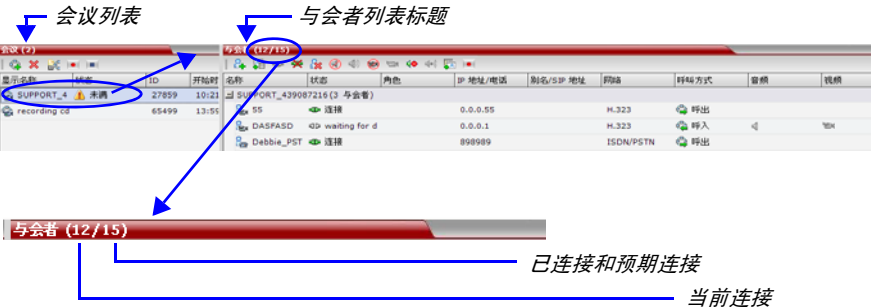 会议列表
与会者列表标题
会议 (2)
与会者 (12/15)
显示名称 状态 ID 开始时
SUPPORT_4 未满 27859 10:21
recording cd 65499 13:59
名称 状态 角色 IP 地址/电话 别名/SIP 地址 网络 呼叫方式 音频 视频
SUPPORT_439087216(3 与会者)
55 连接 0.0.0.55 H.323 呼出
DASFASD waiting for d 0.0.0.1 H.323 呼入
Debbie_PST 连接 898989 ISDN/PSTN 呼出
与会者 (12/15)
已连接和预期连接
当前连接